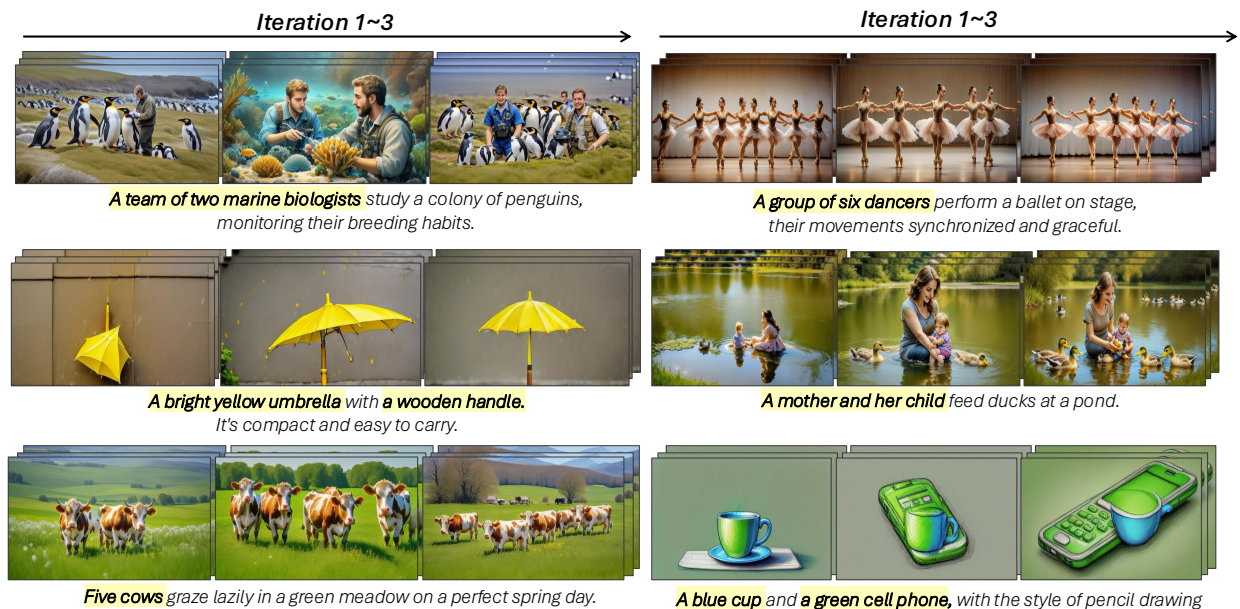 Iteration 1~3
Iteration 1~3
A team of two marine biologists study a colony of penguins,
monitoring their breeding habits.
A group of six dancers perform a ballet on stage,
their movements synchronized and graceful.
A bright yellow umbrella with a wooden handle.
It's compact and easy to carry.
A mother and her child feed ducks at a pond.
Five cows graze lazily in a green meadow on a perfect spring day.
A blue cup and a green cell phone, with the style of pencil drawing